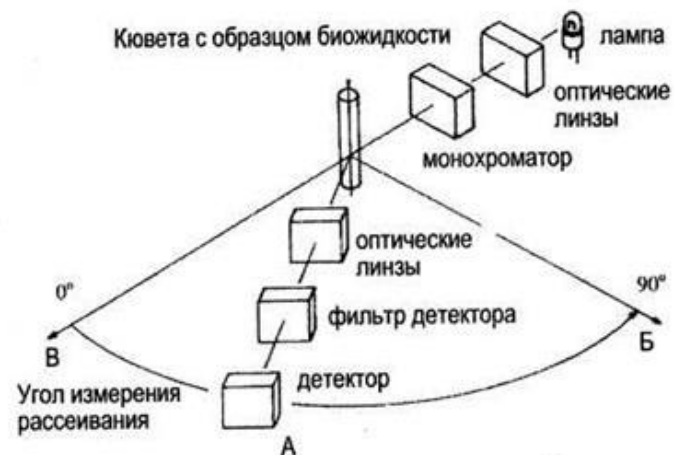 Кювета с образцом биожидкости
лампа
оптические
линзы
монохроматор
оптические
линзы
0°
90°
фильтр детектора
В
Б
детектор
Угол измерения
рассеивания
А